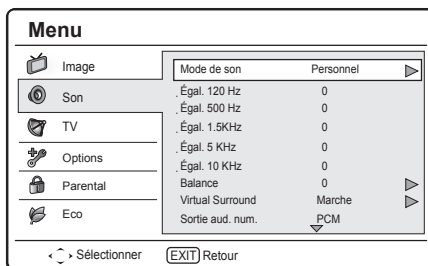 Menu
Image
Son
TV
Options
Parental
Eco
Mode de son Personnel
Égal. 120 Hz 0
Égal. 500 Hz 0
Égal. 1.5KHz 0
Égal. 5 KHz 0
Égal. 10 KHz 0
Balance 0
Virtual Surround Marche
Sortie aud. num. PCM
Sélectionner EXIT Retour